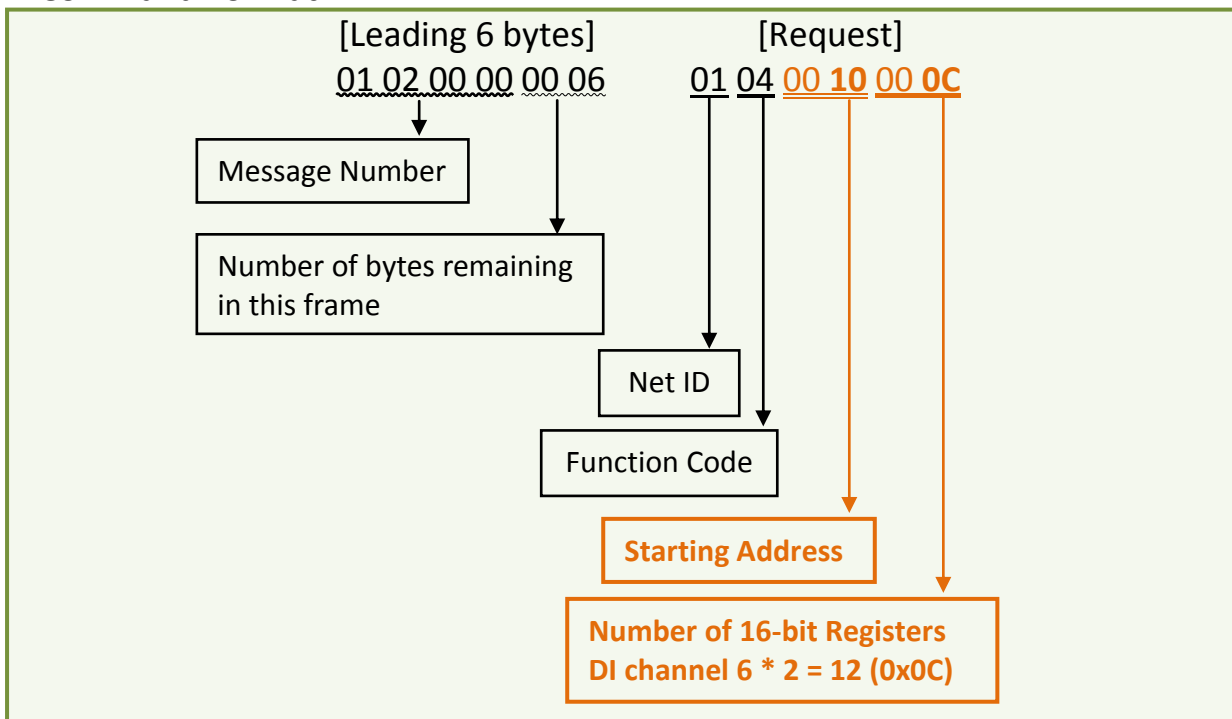 [Leading 6 bytes] [Request]
01 02 00 00 00 06 01 04 00 10 00 0C
Message Number
Number of bytes remaining
in this frame
Net ID
Function Code
Starting Address
Number of 16-bit Registers
DI channel 6 * 2 = 12 (0x0C)